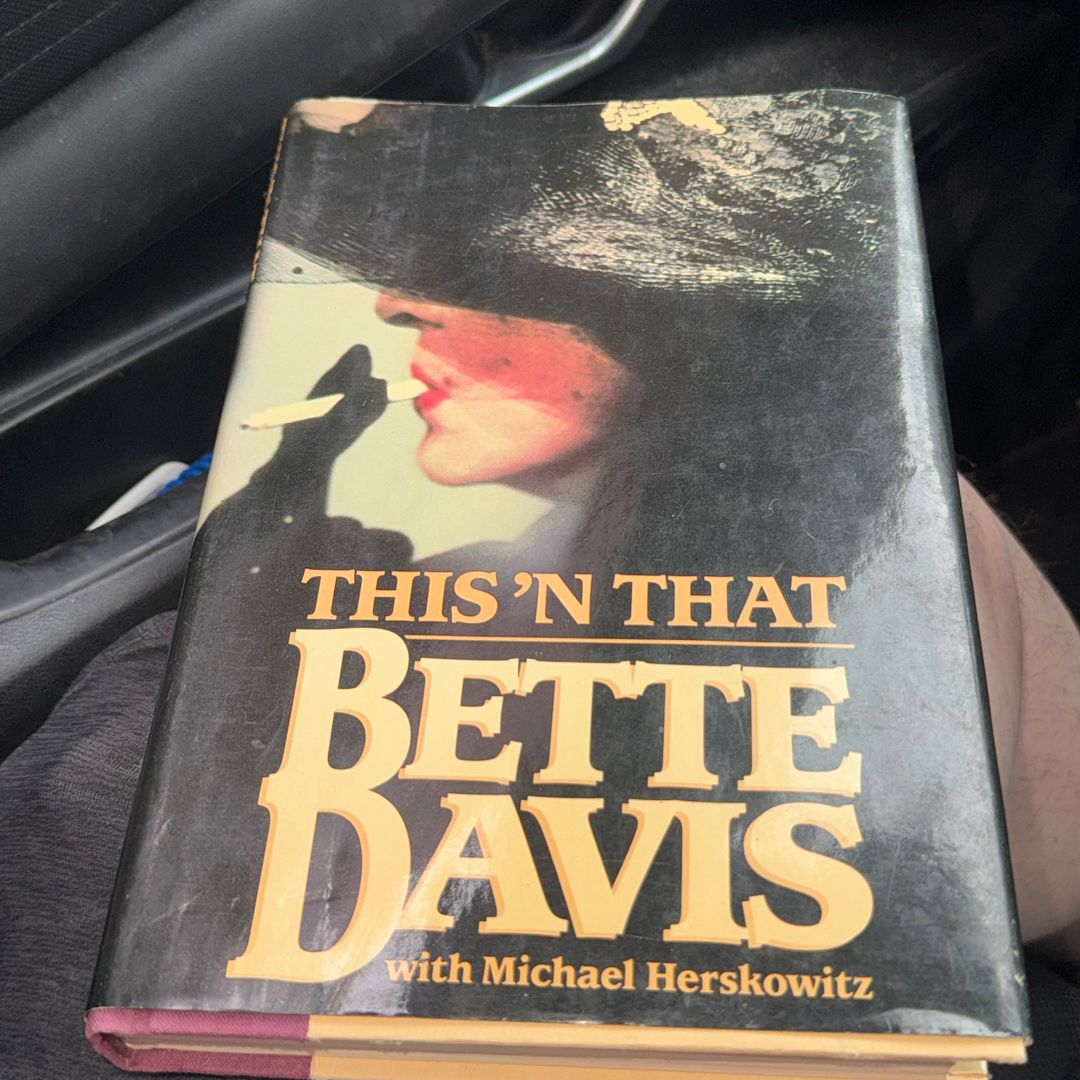 THIS 'N THAT
BETTE
DAVIS
with Michael Herskowitz